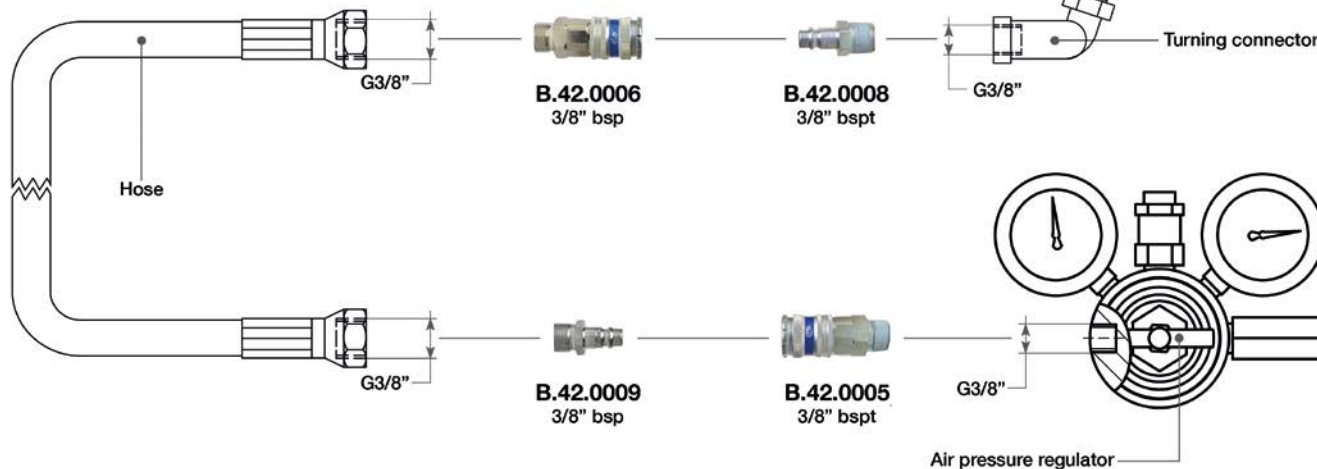 Turning connector
G3/8”
B.42.0006
3/8” bsp
B.42.0008
3/8” bspt
G3/8”
Hose
G3/8”
B.42.0009
3/8” bsp
B.42.0005
3/8” bspt
G3/8”
Air pressure regulator